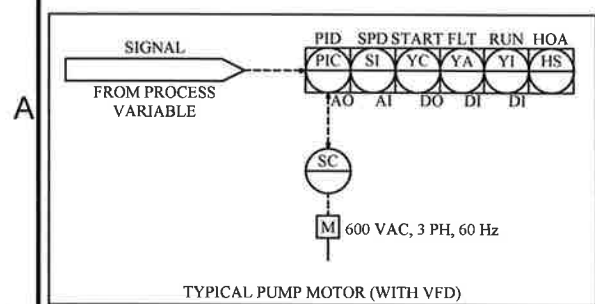 PID SPD START FLT RUN HOA
SIGNAL
PIC SI YC YA YI HS
FROM PROCESS
VARIABLE
AO AI DO DI DI
A
SC
M 600 VAC, 3 PH, 60 Hz
TYPICAL PUMP MOTOR (WITH VFD)